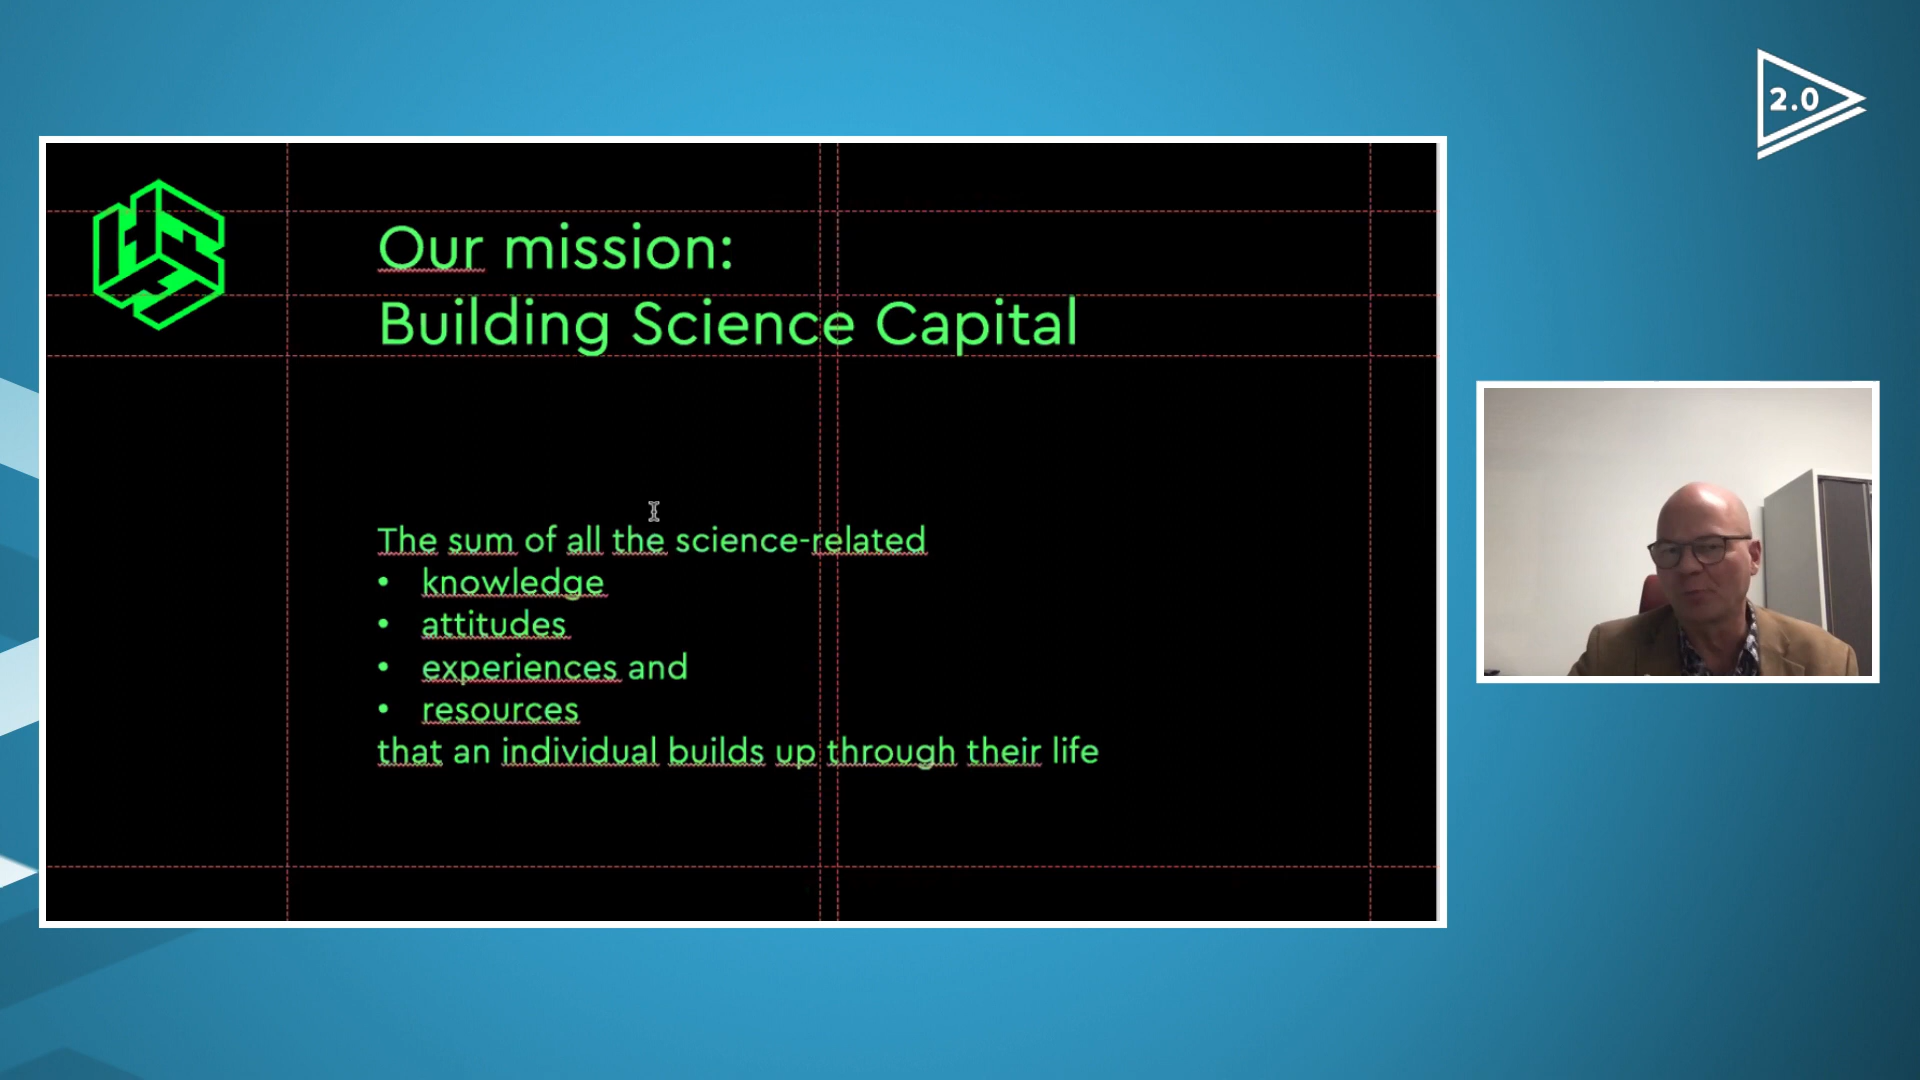 2.0
Our mission:
Building Science Capital
The sum of all the science-related
• knowledge
• attitudes
• experiences and
• resources
that an individual builds up through their life